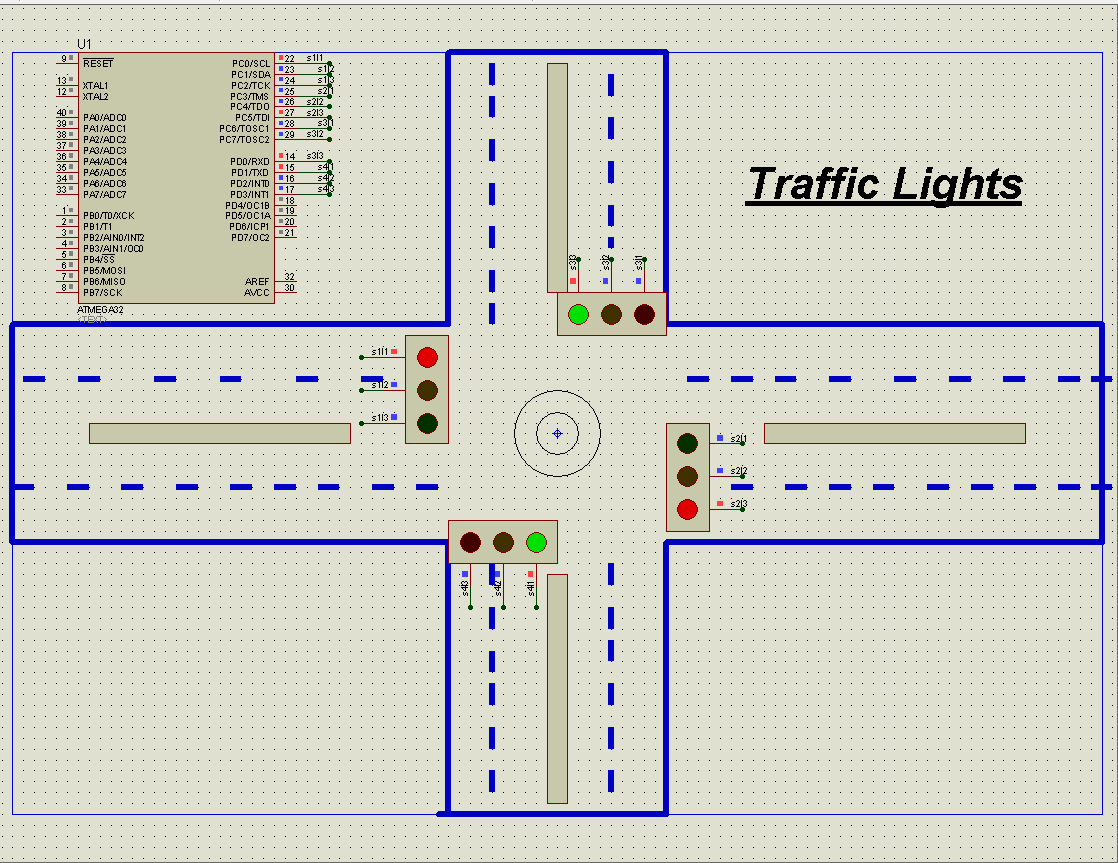 U1
9 RESET
13 XTAL1
12 XTAL2
40 PA0/ADC0
39 PA1/ADC1
38 PA2/ADC2
37 PA3/ADC3
36 PA4/ADC4
35 PA5/ADC5
34 PA6/ADC6
33 PA7/ADC7
1 PB0/T0/XCK
2 PB1/T1
3 PB2/AIN0/INT2
4 PB3/AIN1/OC0
5 PB4/SS
6 PB5/MOSI
7 PB6/MISO
8 PB7/SCK
PC0/SCL 22 s1l1
PC1/SDA 23 s1l2
PC2/TCK 24 s1l3
PC3/TMS 25 s2l1
PC4/TDO 26 s2l2
PC5/TDI 27 s2l3
PC6/TOSC1 28 s3l1
PC7/TOSC2 29 s3l2
PD0/RXD 14 s3l3
PD1/TXD 15 s4l1
PD2/INT0 16 s4l2
PD3/INT1 17 s4l3
PD4/OC1B 18
PD5/OC1A 19
PD6/ICP1 20
PD7/OC2 21
AREF 32
AVCC 30
ATMEGA32
(TEXT)
Traffic Lights
s3l3 s3l2 s3l1
s1l1
s1l2
s1l3
s2l1
s2l2
s2l3
s4l3 s4l2 s4l1